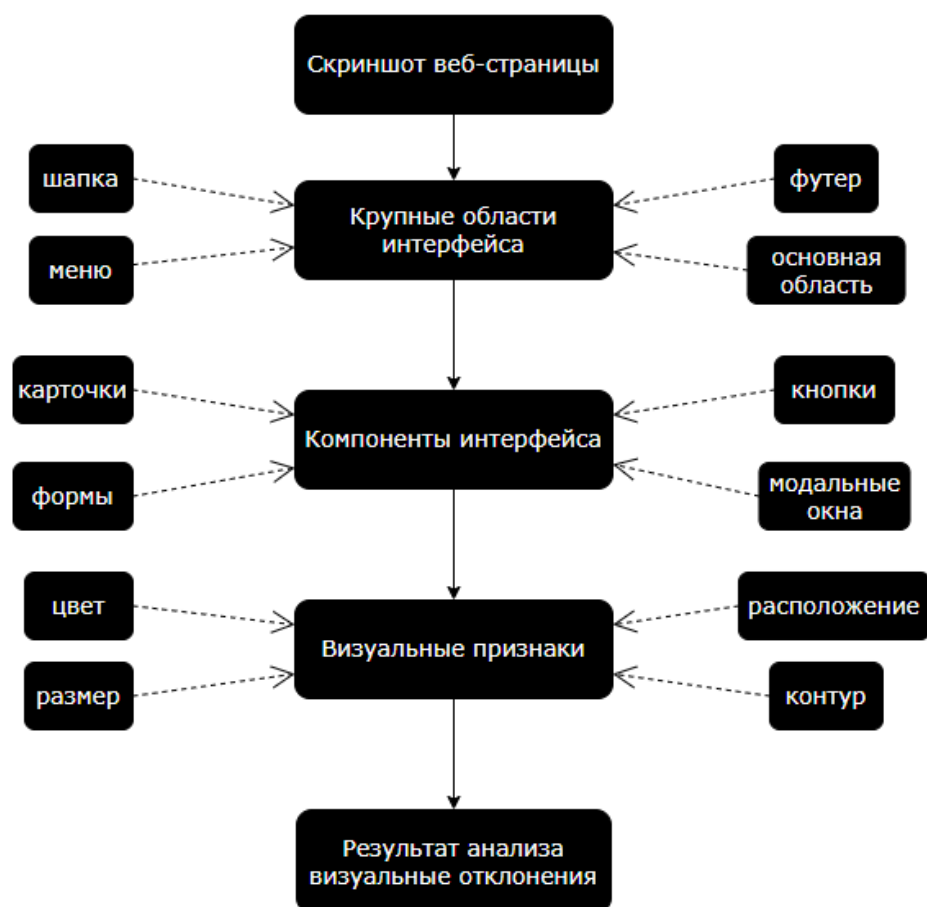 Скриншот веб-страницы
шапка
футер
Крупные области
интерфейса
меню
основная
область
карточки
кнопки
Компоненты интерфейса
формы
модальные
окна
цвет
расположение
Визуальные признаки
размер
контур
Результат анализа
визуальные отклонения